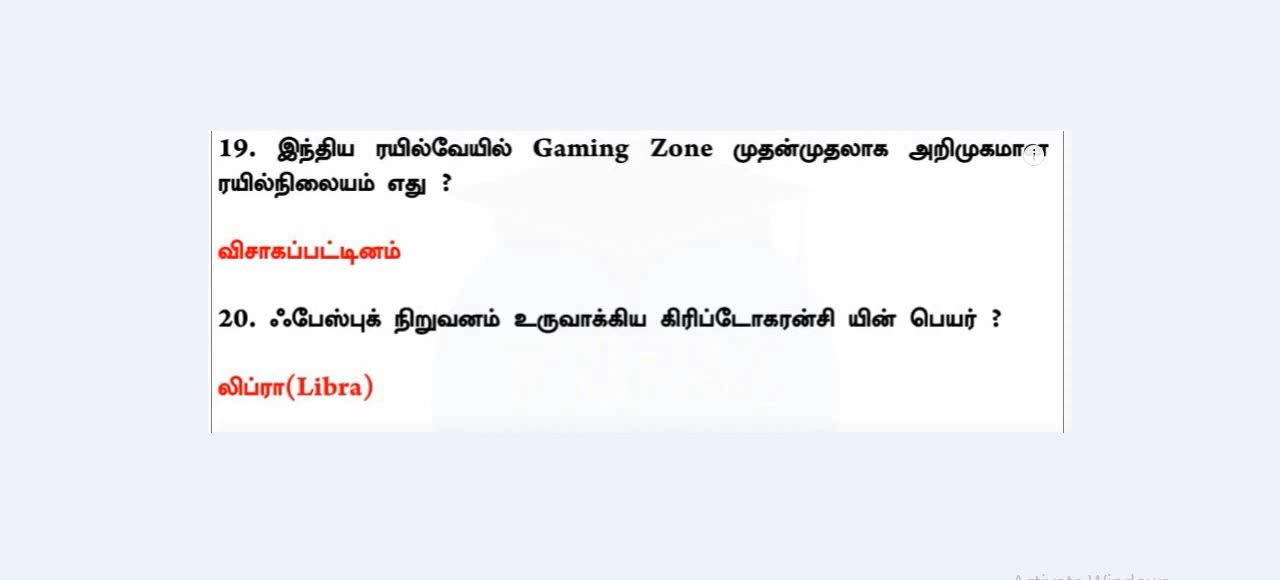 19. இந்திய ரயில்வேயில் Gaming Zone முதன்முதலாக அறிமுகமான
ரயில்நிலையம் எது ?
விசாகப்பட்டினம்
20. ஃபேஸ்புக் நிறுவனம் உருவாக்கிய கிரிப்டோகரன்சி யின் பெயர் ?
லிப்ரா(Libra)